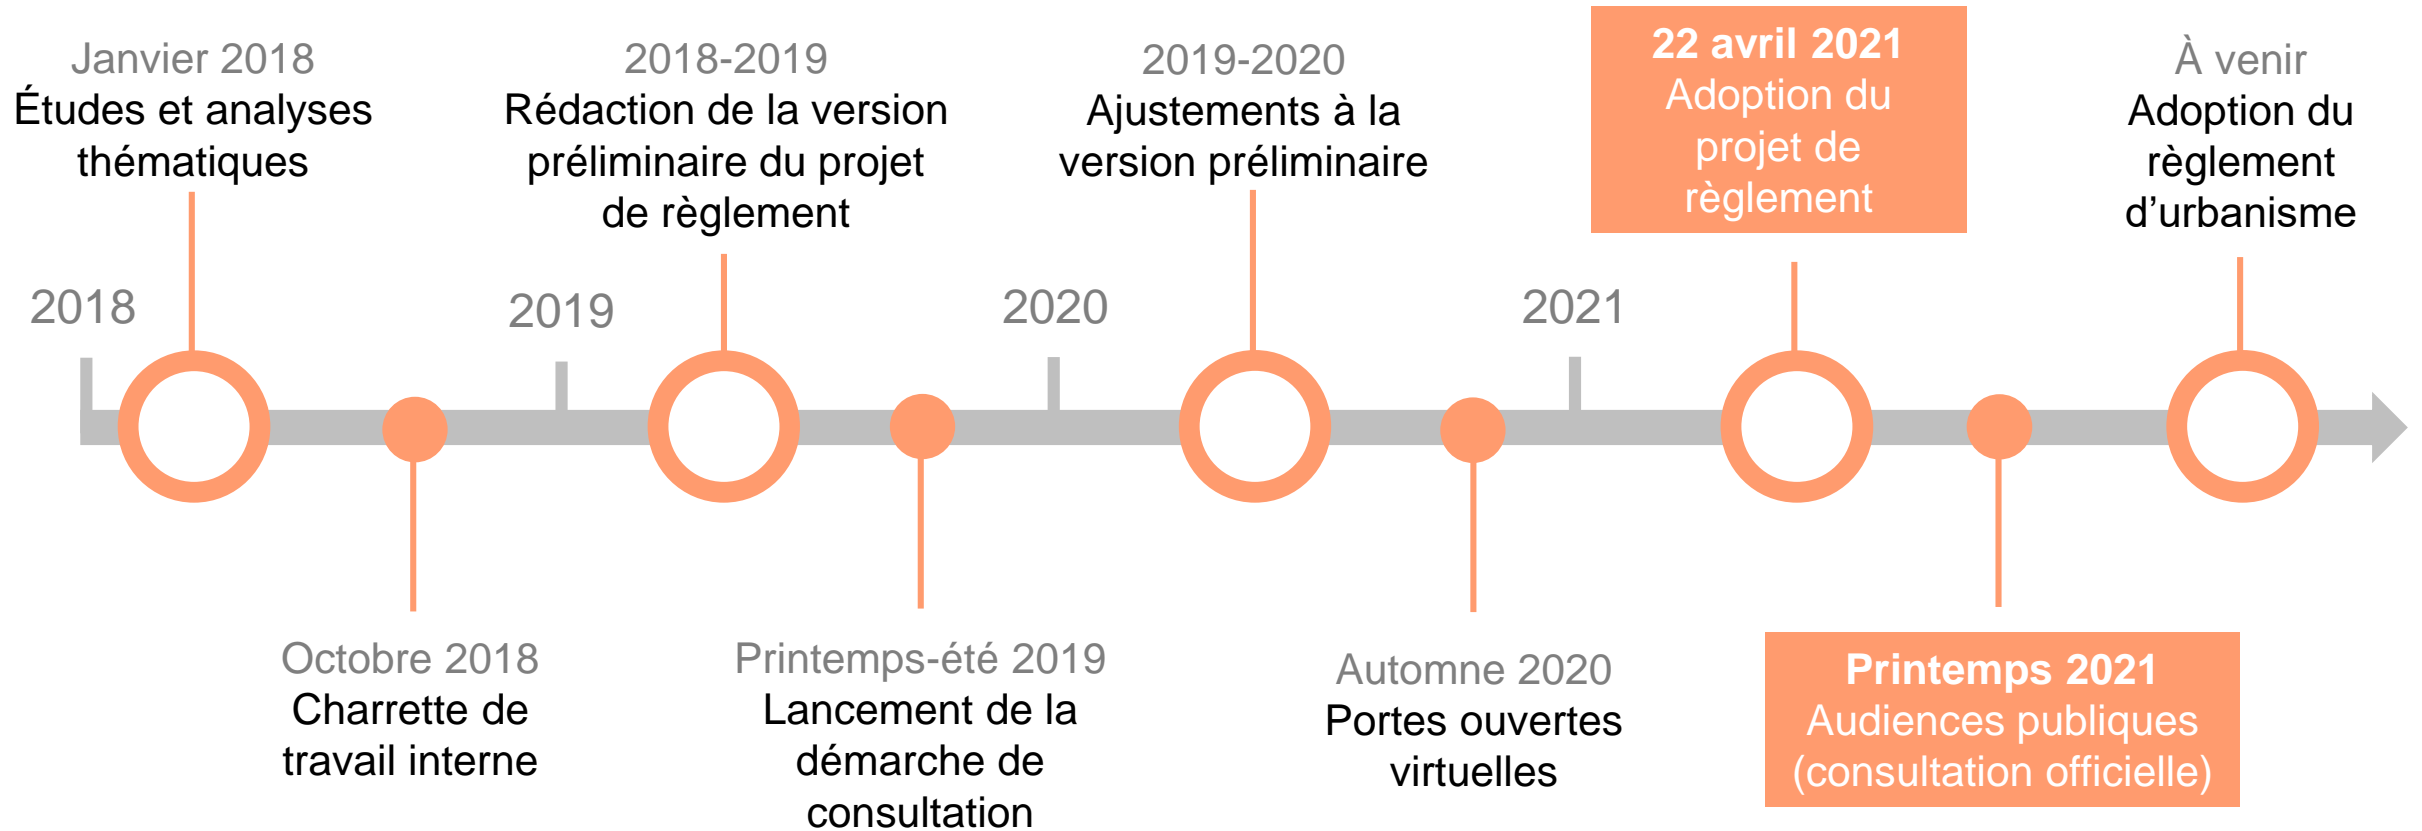 Janvier 2018
Études et analyses
thématiques
2018-2019
Rédaction de la version
préliminaire du projet
de règlement
2019-2020
Ajustements à la
version préliminaire
22 avril 2021
Adoption du
projet de
règlement
À venir
Adoption du
règlement
d’urbanisme
2018
2019
2020
2021
Octobre 2018
Charrette de
travail interne
Printemps-été 2019
Lancement de la
démarche de
consultation
Automne 2020
Portes ouvertes
virtuelles
Printemps 2021
Audiences publiques
(consultation officielle)